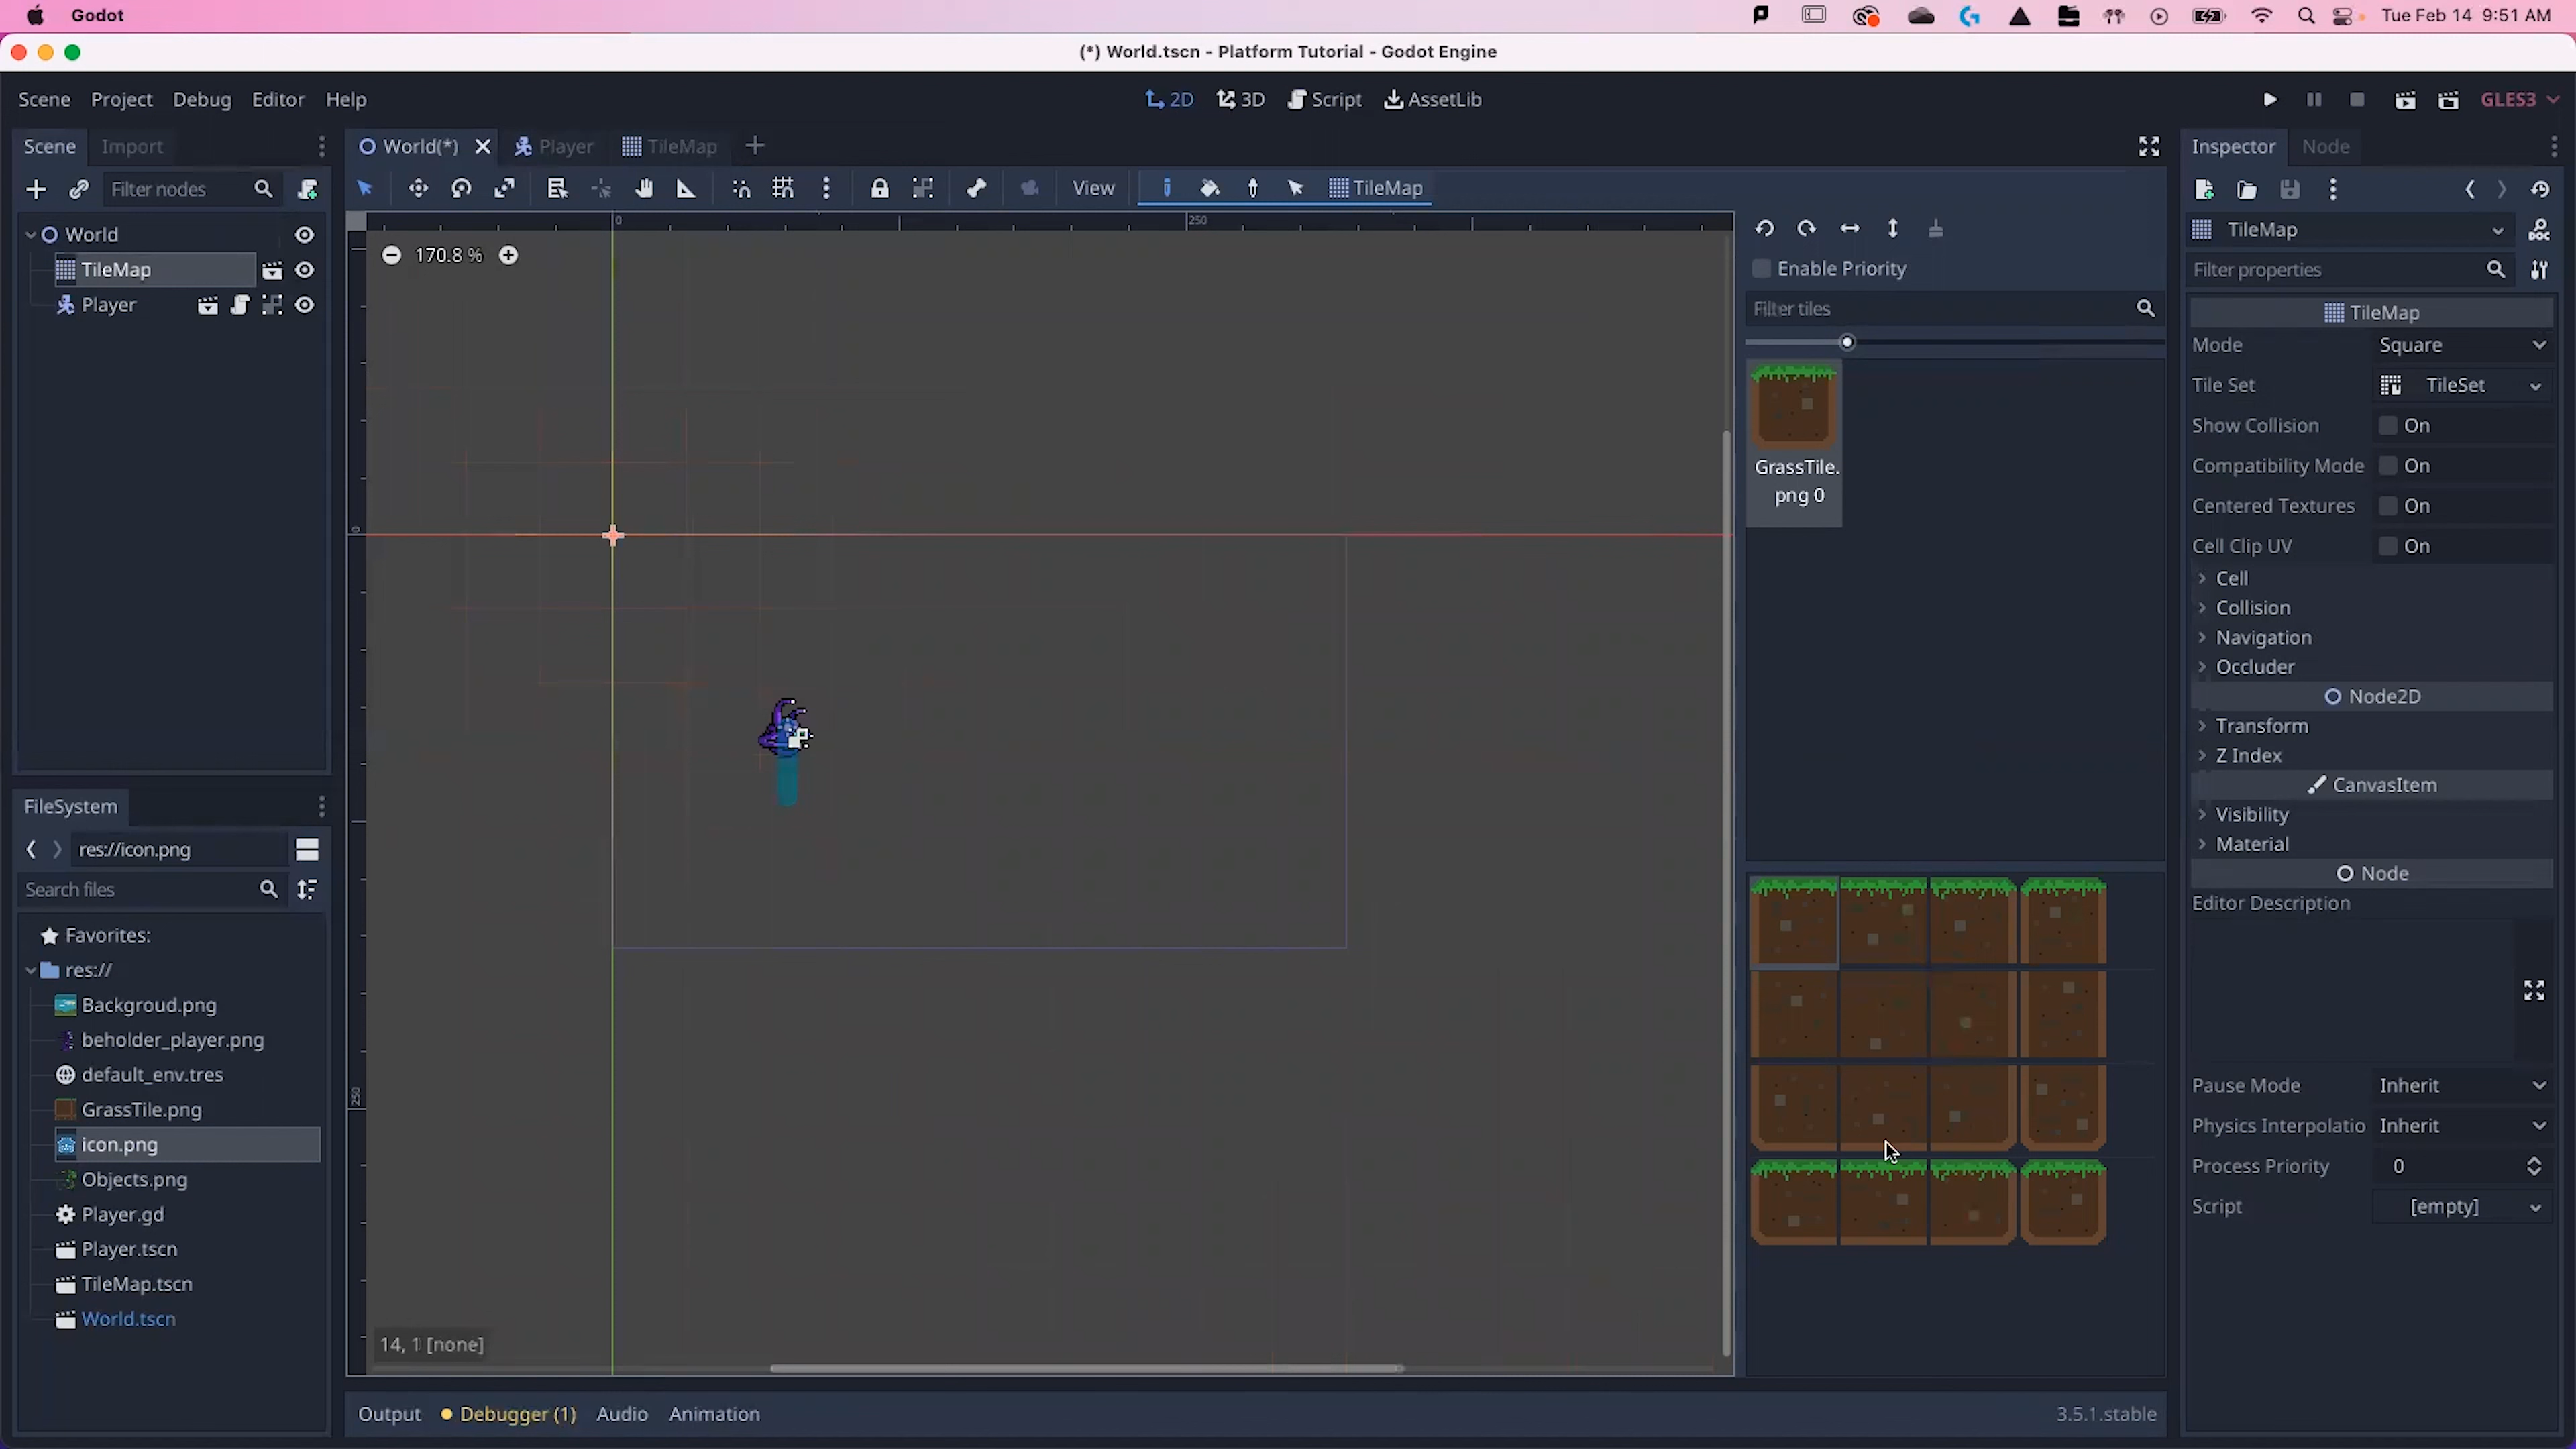 Godot
Tue Feb 14 9:51 AM
(*) World.tscn - Platform Tutorial - Godot Engine
Scene Project Debug Editor Help
2D 3D Script AssetLib
GLES3
Scene Import
World(*) Player TileMap
Inspector Node
Filter nodes
View
TileMap
World
TileMap
Player
0
250
170.8 %
0
250
14, 1 [none]
Enable Priority
Filter tiles
GrassTile.
png 0
TileMap
Filter properties
TileMap
Mode Square
Tile Set TileSet
Show Collision On
Compatibility Mode On
Centered Textures On
Cell Clip UV On
Cell
Collision
Navigation
Occluder
Node2D
Transform
Z Index
CanvasItem
Visibility
Material
Node
Editor Description
Pause Mode Inherit
Physics Interpolatio Inherit
Process Priority 0
Script [empty]
FileSystem
res://icon.png
Search files
Favorites:
res://
Backgroud.png
beholder_player.png
default_env.tres
GrassTile.png
icon.png
Objects.png
Player.gd
Player.tscn
TileMap.tscn
World.tscn
Output Debugger (1) Audio Animation
3.5.1.stable